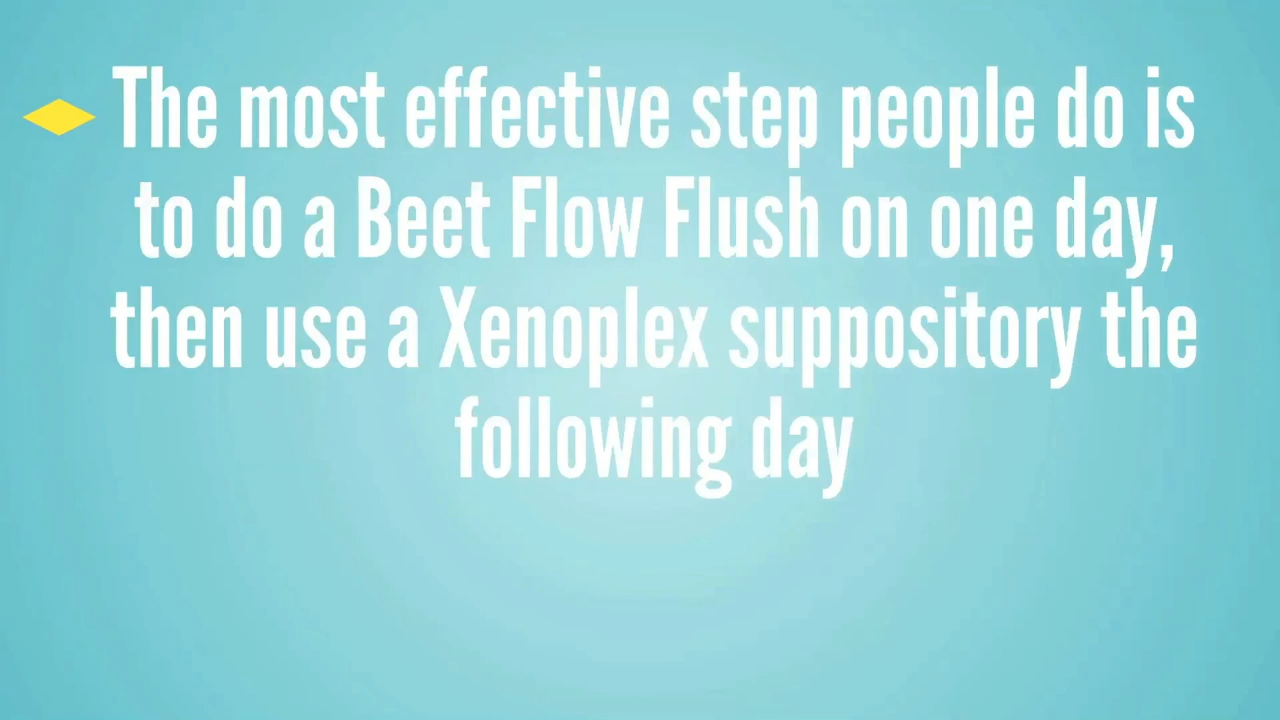 The most effective step people do is
to do a Beet Flow Flush on one day,
then use a Xenoplex suppository the
following day